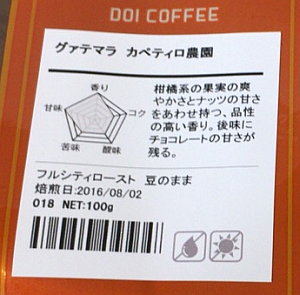 DOI COFFEE
グァテマラ カペティロ農園
香り
甘味
コク
苦味
酸味
柑橘系の果実の爽
やかさとナッツの甘さ
をあわせ持つ、品性
の高い香り。後味に
チョコレートの甘さが
残る。
フルシティロースト 豆のまま
焙煎日:2016/08/02
018 NET:100g